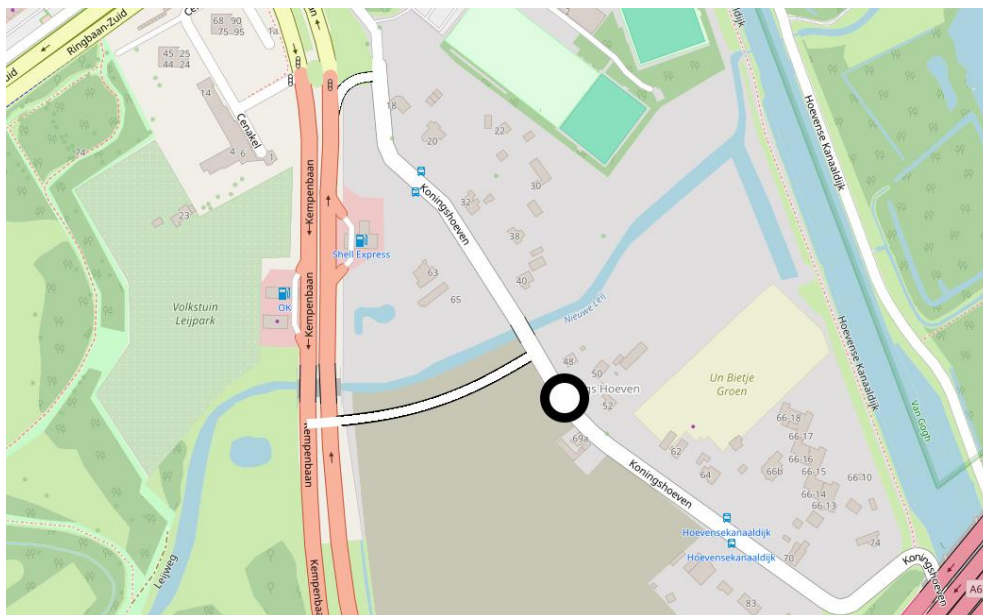 Ringbaan-Zuid
68 90
75-95
1a
45 25
44 24
14
Cenakel
4 6
1
74
23
Volkstuin
Leijpark
Kempenbaan
Kempenbaan
Kempenbaan
Kempenbaan
Shell Express
OK
18
20
22
30
32
38
40
63
65
Koningshoeven
Nieuwe Leij
Hoevense Kanaaldijk
Hoevense Kanaaldijk
Hoevense Kanaaldijk
Van Gogh
48
50
52
69a
62
64
Un Bietje
Groen
66-18
66-17
66-16
66b
66-15
66-10
66-14
66-13
Koningshoeven
Hoevensekanaaldijk
Hoevensekanaaldijk
70
74
83
Koningshoeven
A65
Leijweg